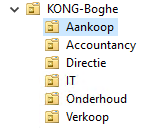 KONG-Boghe
Aankoop
Accountancy
Directie
IT
Onderhoud
Verkoop